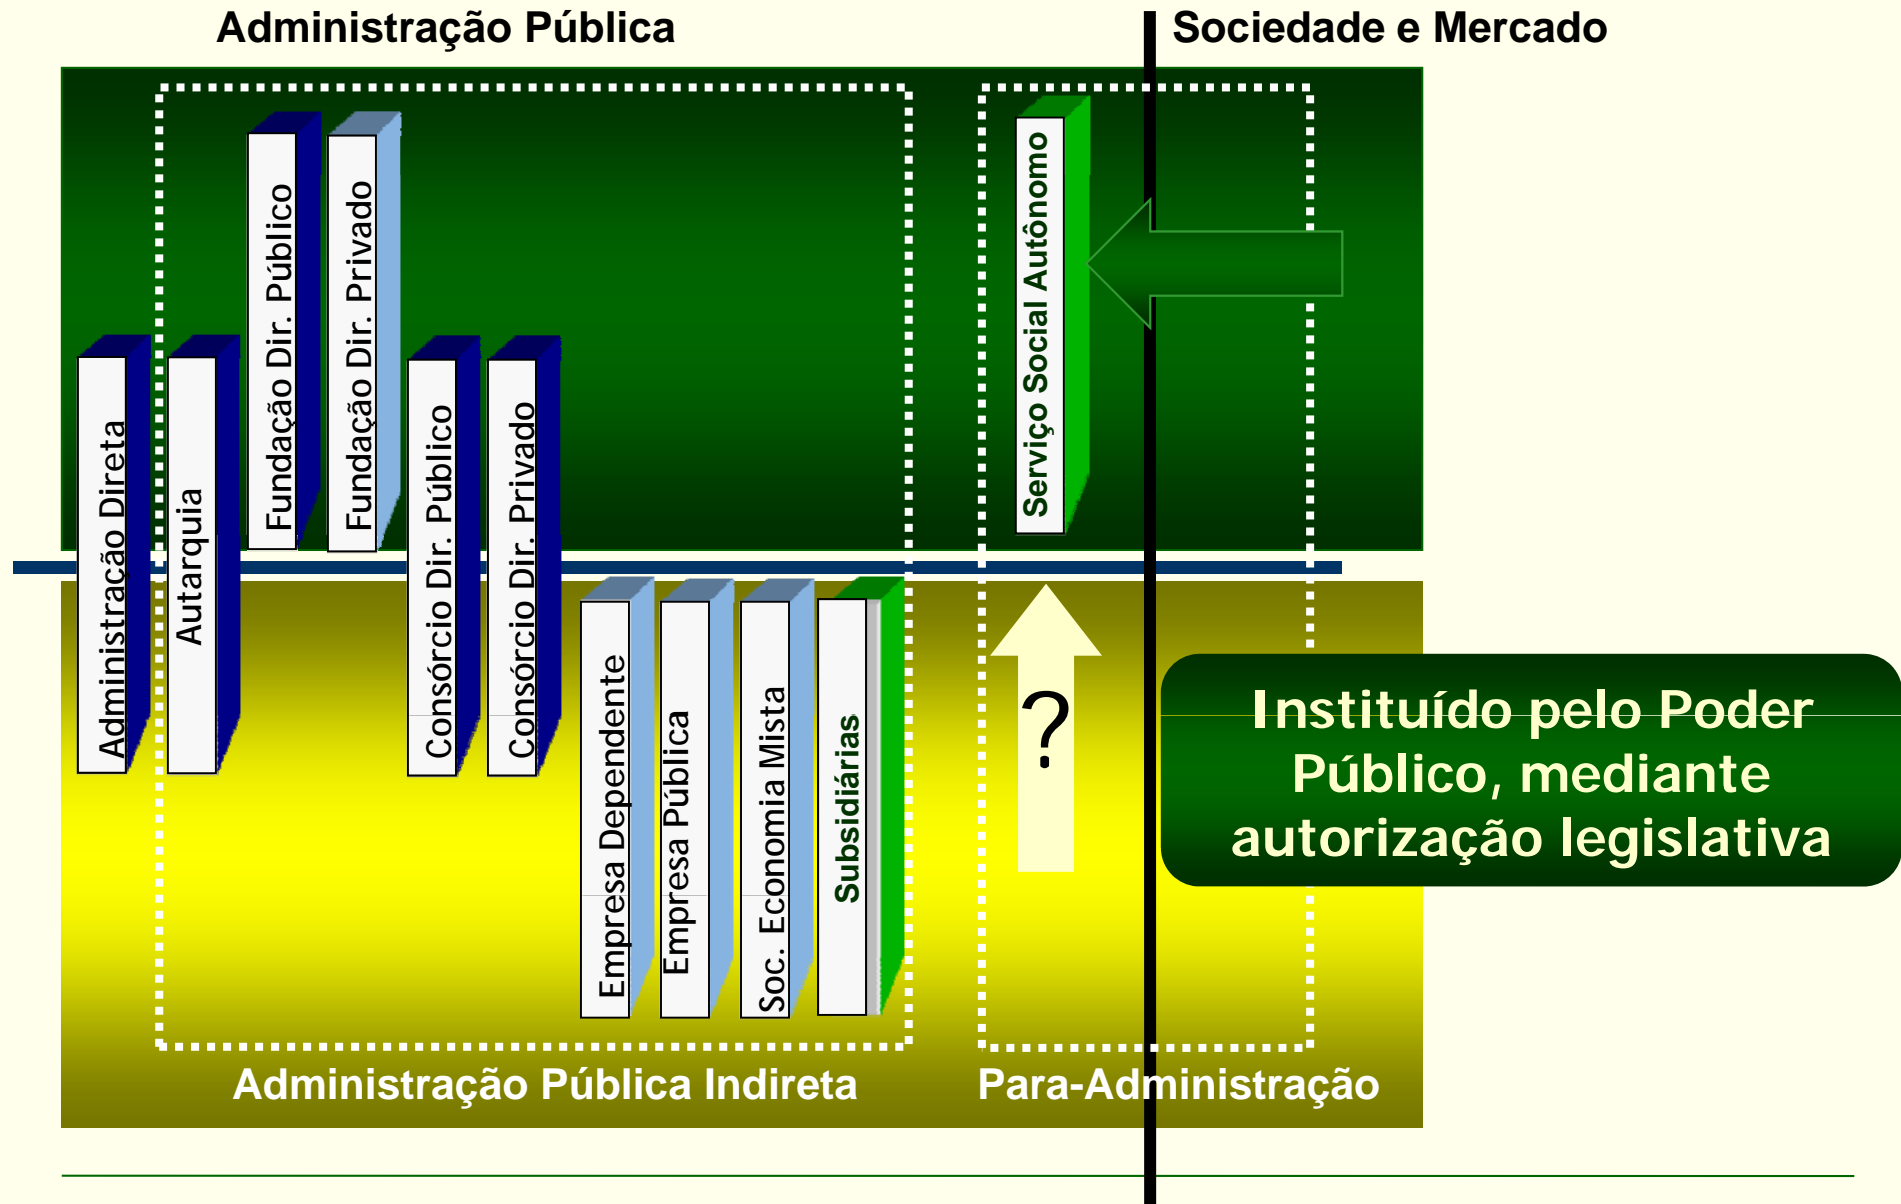 Administração Pública
Sociedade e Mercado
Administração Direta
Autarquia
Fundação Dir. Público
Fundação Dir. Privado
Consórcio Dir. Público
Consórcio Dir. Privado
Empresa Dependente
Empresa Pública
Soc. Economia Mista
Subsidiárias
Serviço Social Autônomo
?
Instituído pelo Poder
Público, mediante
autorização legislativa
Administração Pública Indireta
Para-Administração